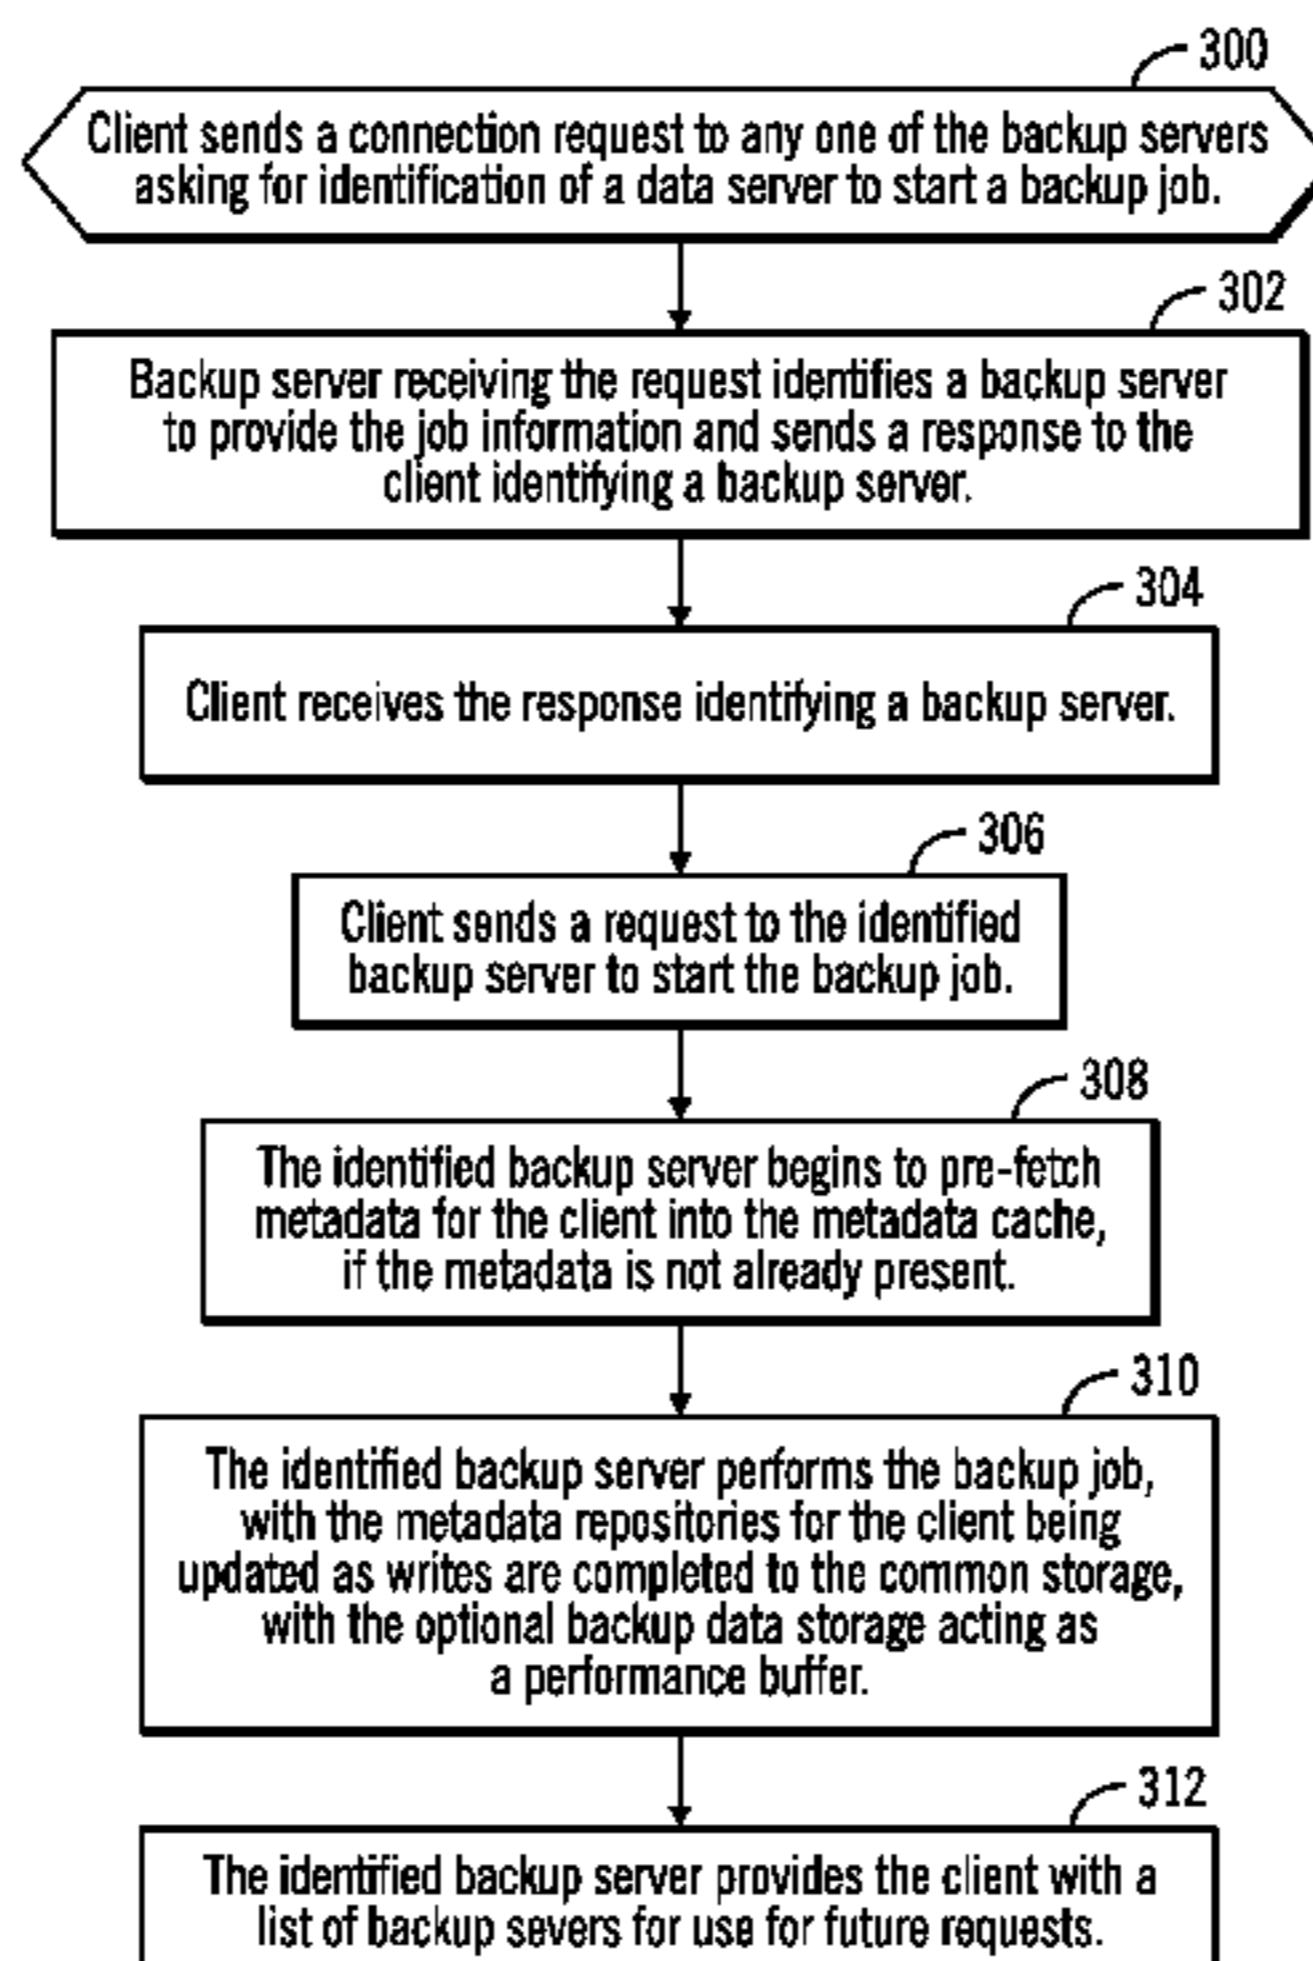 300
Client sends a connection request to any one of the backup servers
asking for identification of a data server to start a backup job.
302
Backup server receiving the request identifies a backup server
to provide the job information and sends a response to the
client identifying a backup server.
304
Client receives the response identifying a backup server.
306
Client sends a request to the identified
backup server to start the backup job.
308
The identified backup server begins to pre-fetch
metadata for the client into the metadata cache,
if the metadata is not already present.
310
The identified backup server performs the backup job,
with the metadata repositories for the client being
updated as writes are completed to the common storage,
with the optional backup data storage acting as
a performance buffer.
312
The identified backup server provides the client with a
list of backup severs for use for future requests.